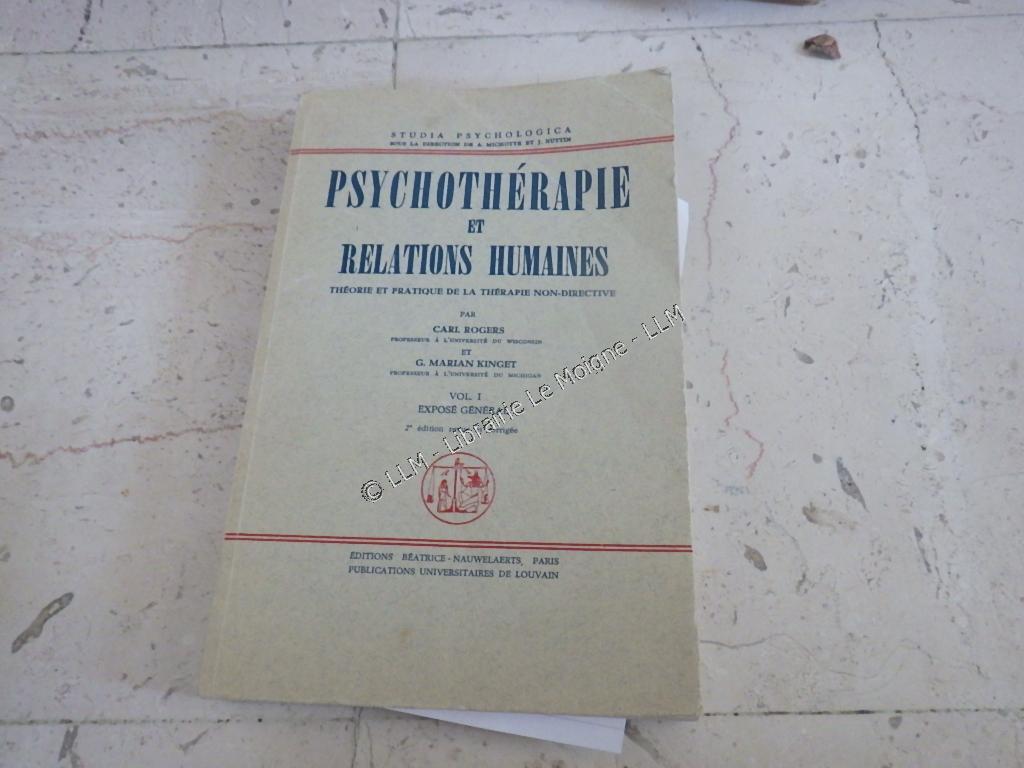 STUDIA PSYCHOLOGICA
SOUS LA DIRECTION DE A. MICHOTTE ET J. NUTTIN
PSYCHOTHÉRAPIE
ET
RELATIONS HUMAINES
THÉORIE ET PRATIQUE DE LA THÉRAPIE NON-DIRECTIVE
PAR
CARL ROGERS
PROFESSEUR À L'UNIVERSITÉ DU WISCONSIN
ET
G. MARIAN KINGET
PROFESSEUR À L'UNIVERSITÉ DU MICHIGAN
VOL. I
EXPOSÉ GÉNÉRAL
2e édition
© LLM - Librairie Le Moigne - LLM
ÉDITIONS BÉATRICE-NAUWELAERTS, PARIS
PUBLICATIONS UNIVERSITAIRES DE LOUVAIN